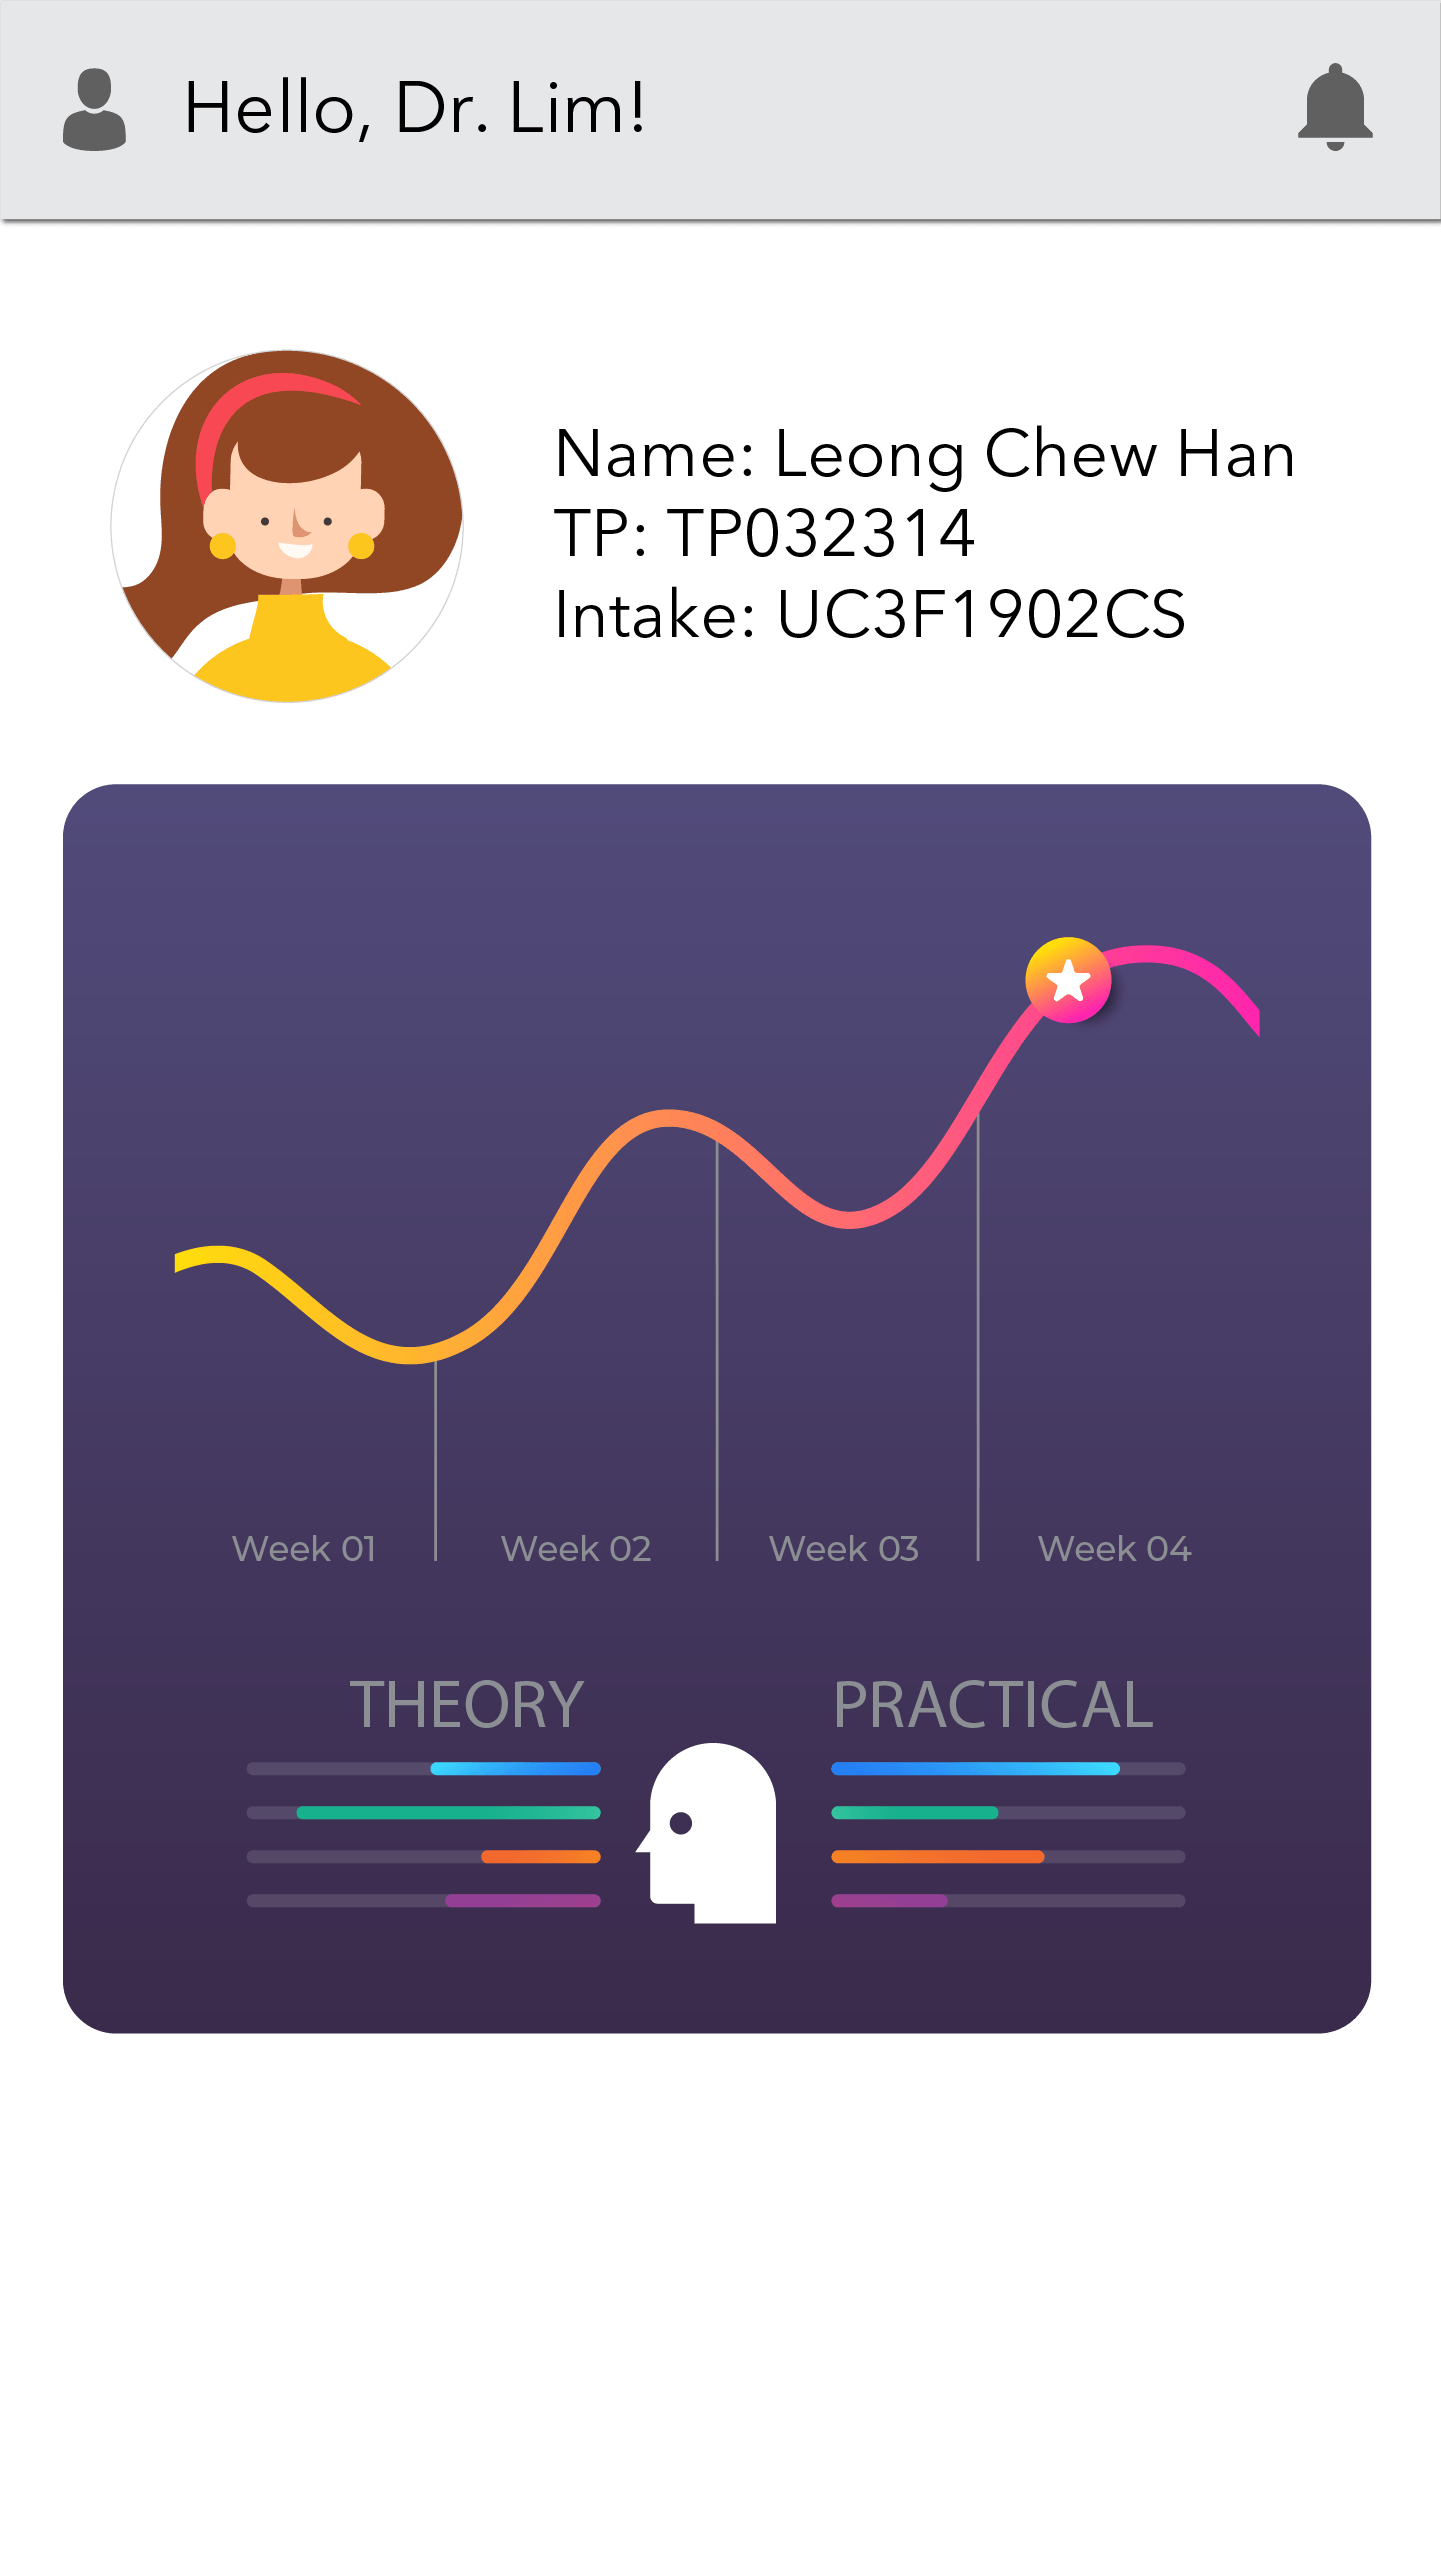 Hello, Dr. Lim!
Name: Leong Chew Han
TP: TP032314
Intake: UC3F1902CS
Week 01 Week 02 Week 03 Week 04
THEORY PRACTICAL